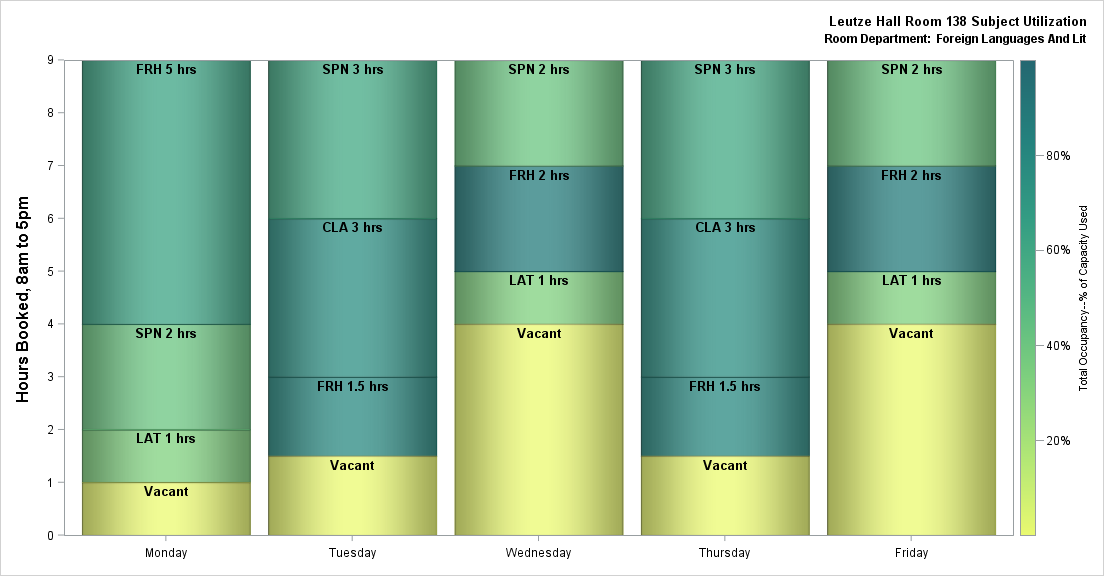 Leutze Hall Room 138 Subject Utilization
Room Department: Foreign Languages And Lit
Hours Booked, 8am to 5pm
9
8
7
6
5
4
3
2
1
0
FRH 5 hrs
SPN 2 hrs
LAT 1 hrs
Vacant
SPN 3 hrs
CLA 3 hrs
FRH 1.5 hrs
Vacant
SPN 2 hrs
FRH 2 hrs
LAT 1 hrs
Vacant
SPN 3 hrs
CLA 3 hrs
FRH 1.5 hrs
Vacant
SPN 2 hrs
FRH 2 hrs
LAT 1 hrs
Vacant
Monday
Tuesday
Wednesday
Thursday
Friday
80%
60%
40%
20%
Total Occupancy--% of Capacity Used